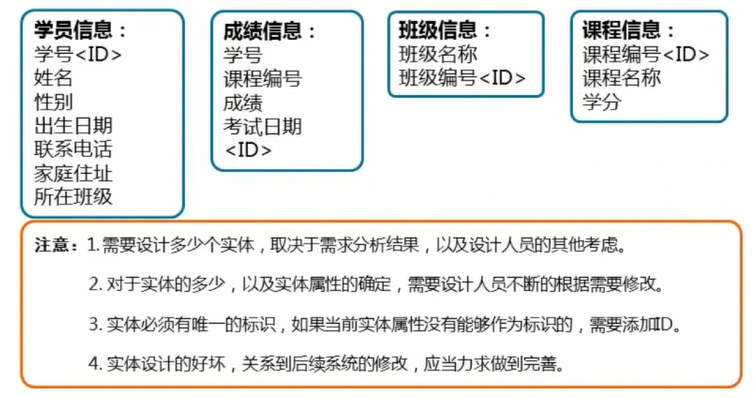 学员信息：
学号<ID>
姓名
性别
出生日期
联系电话
家庭住址
所在班级
成绩信息：
学号
课程编号
成绩
考试日期
<ID>
班级信息：
班级名称
班级编号<ID>
课程信息：
课程编号<ID>
课程名称
学分
注意：1. 需要设计多少个实体，取决于需求分析结果，以及设计人员的其他考虑。
2. 对于实体的多少，以及实体属性的确定，需要设计人员不断的根据需要修改。
3. 实体必须有唯一的标识，如果当前实体属性没有能够作为标识的，需要添加ID。
4. 实体设计的好坏，关系到后续系统的修改，应当力求做到完善。